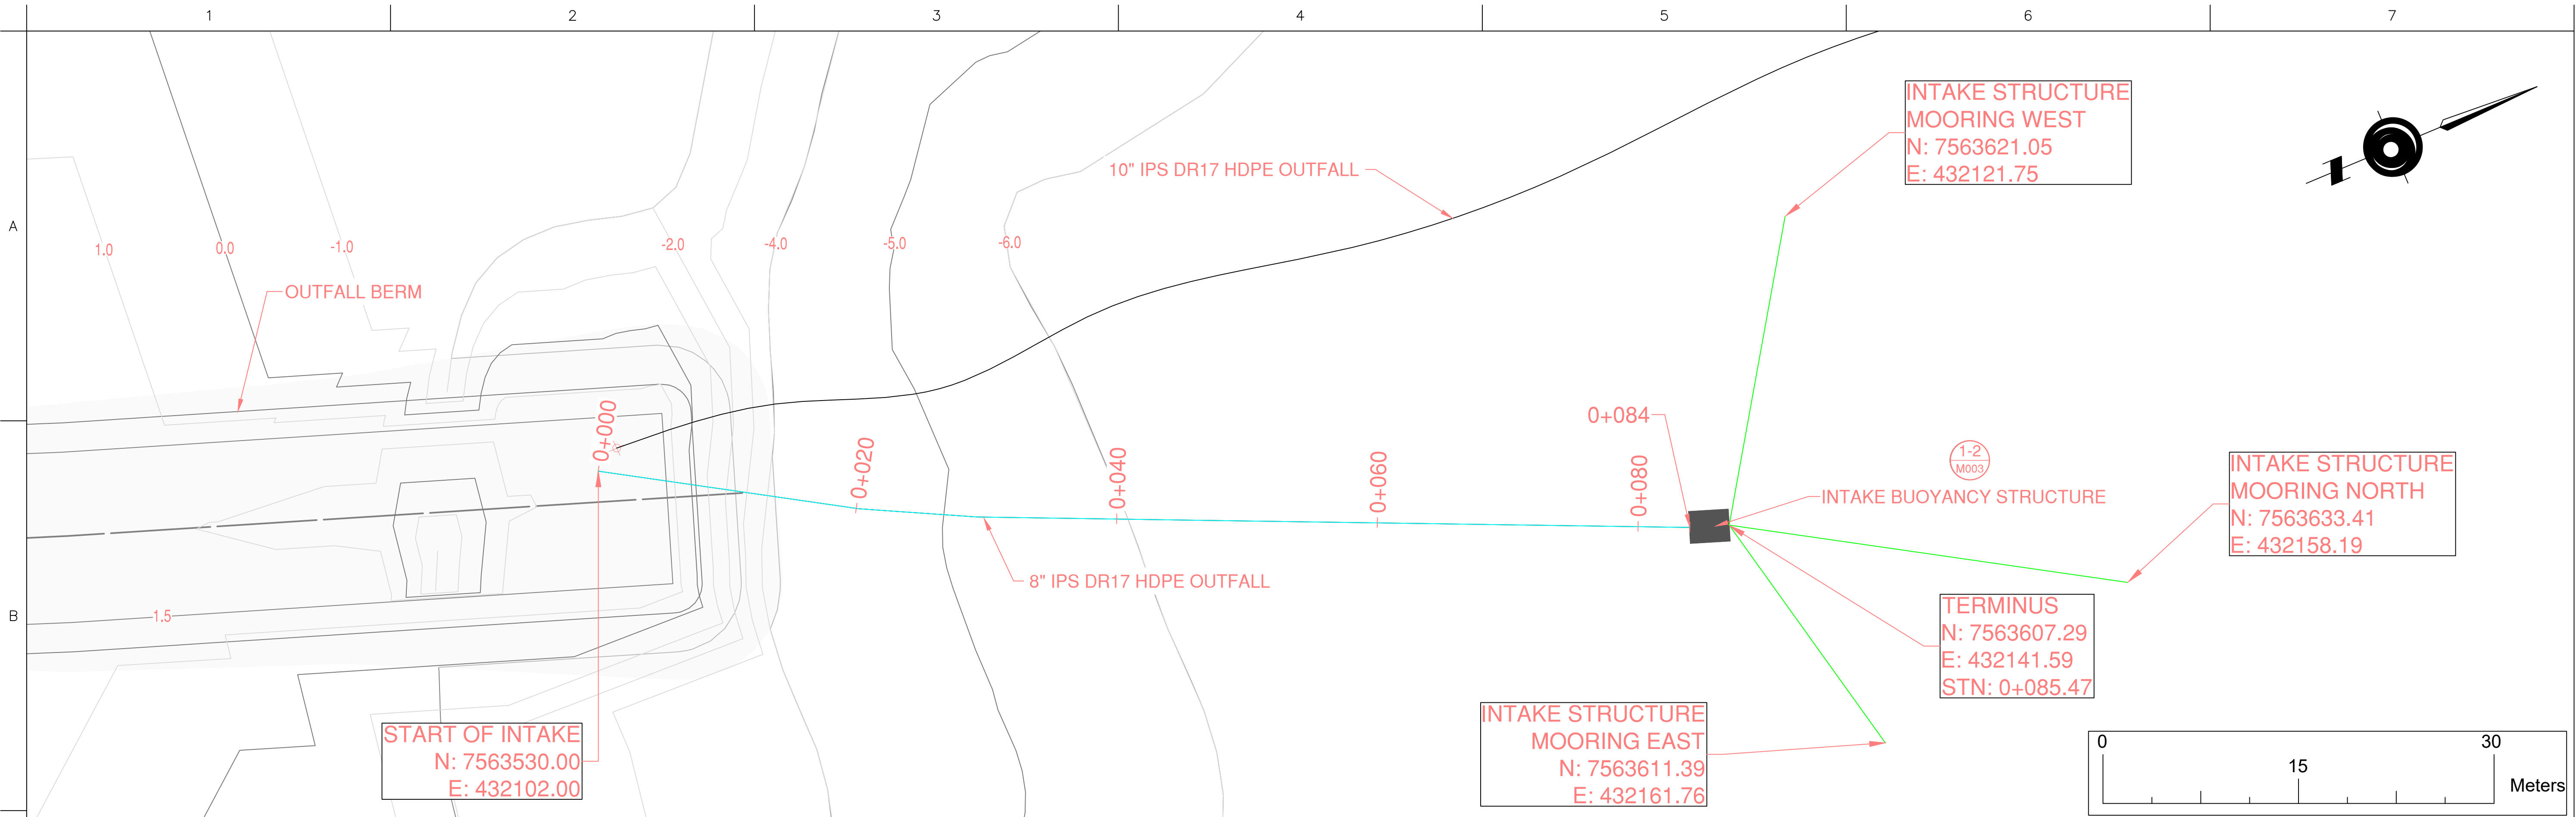 1
2
3
4
5
6
7
A
B
INTAKE STRUCTURE
MOORING WEST
N: 7563621.05
E: 432121.75
10" IPS DR17 HDPE OUTFALL
1.0
0.0
-1.0
-2.0
-4.0
-5.0
-6.0
OUTFALL BERM
N
0+000
0+020
0+040
0+060
0+080
0+084
1-2
M003
INTAKE BUOYANCY STRUCTURE
INTAKE STRUCTURE
MOORING NORTH
N: 7563633.41
E: 432158.19
8" IPS DR17 HDPE OUTFALL
1.5
TERMINUS
N: 7563607.29
E: 432141.59
STN: 0+085.47
START OF INTAKE
N: 7563530.00
E: 432102.00
INTAKE STRUCTURE
MOORING EAST
N: 7563611.39
E: 432161.76
0
15
30
Meters